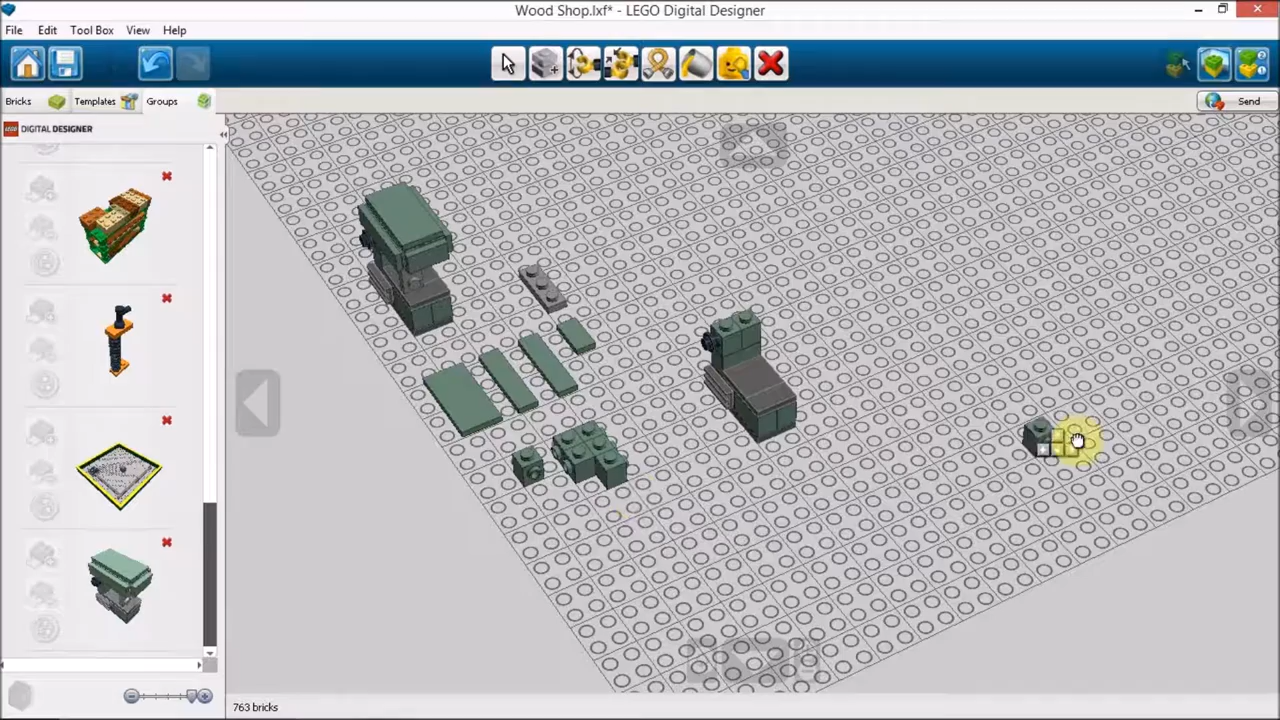 Wood Shop.lxf* - LEGO Digital Designer
File Edit Tool Box View Help
Bricks Templates Groups Send
LEGO DIGITAL DESIGNER
763 bricks